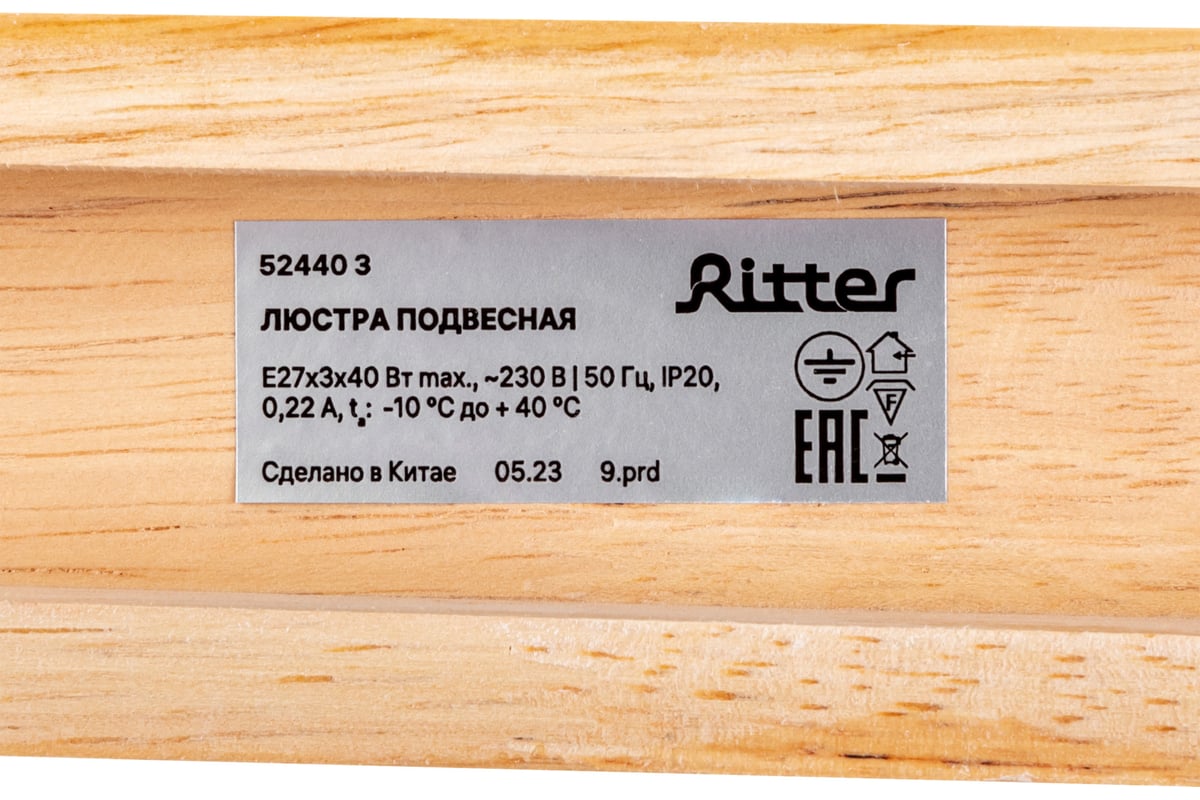 52440 3
Ritter
ЛЮСТРА ПОДВЕСНАЯ
E27x3x40 Вт max., ~230 В | 50 Гц, IP20,
0,22 А, tₐ: -10 °C до + 40 °C
F
EAC
Сделано в Китае 05.23 9.prd